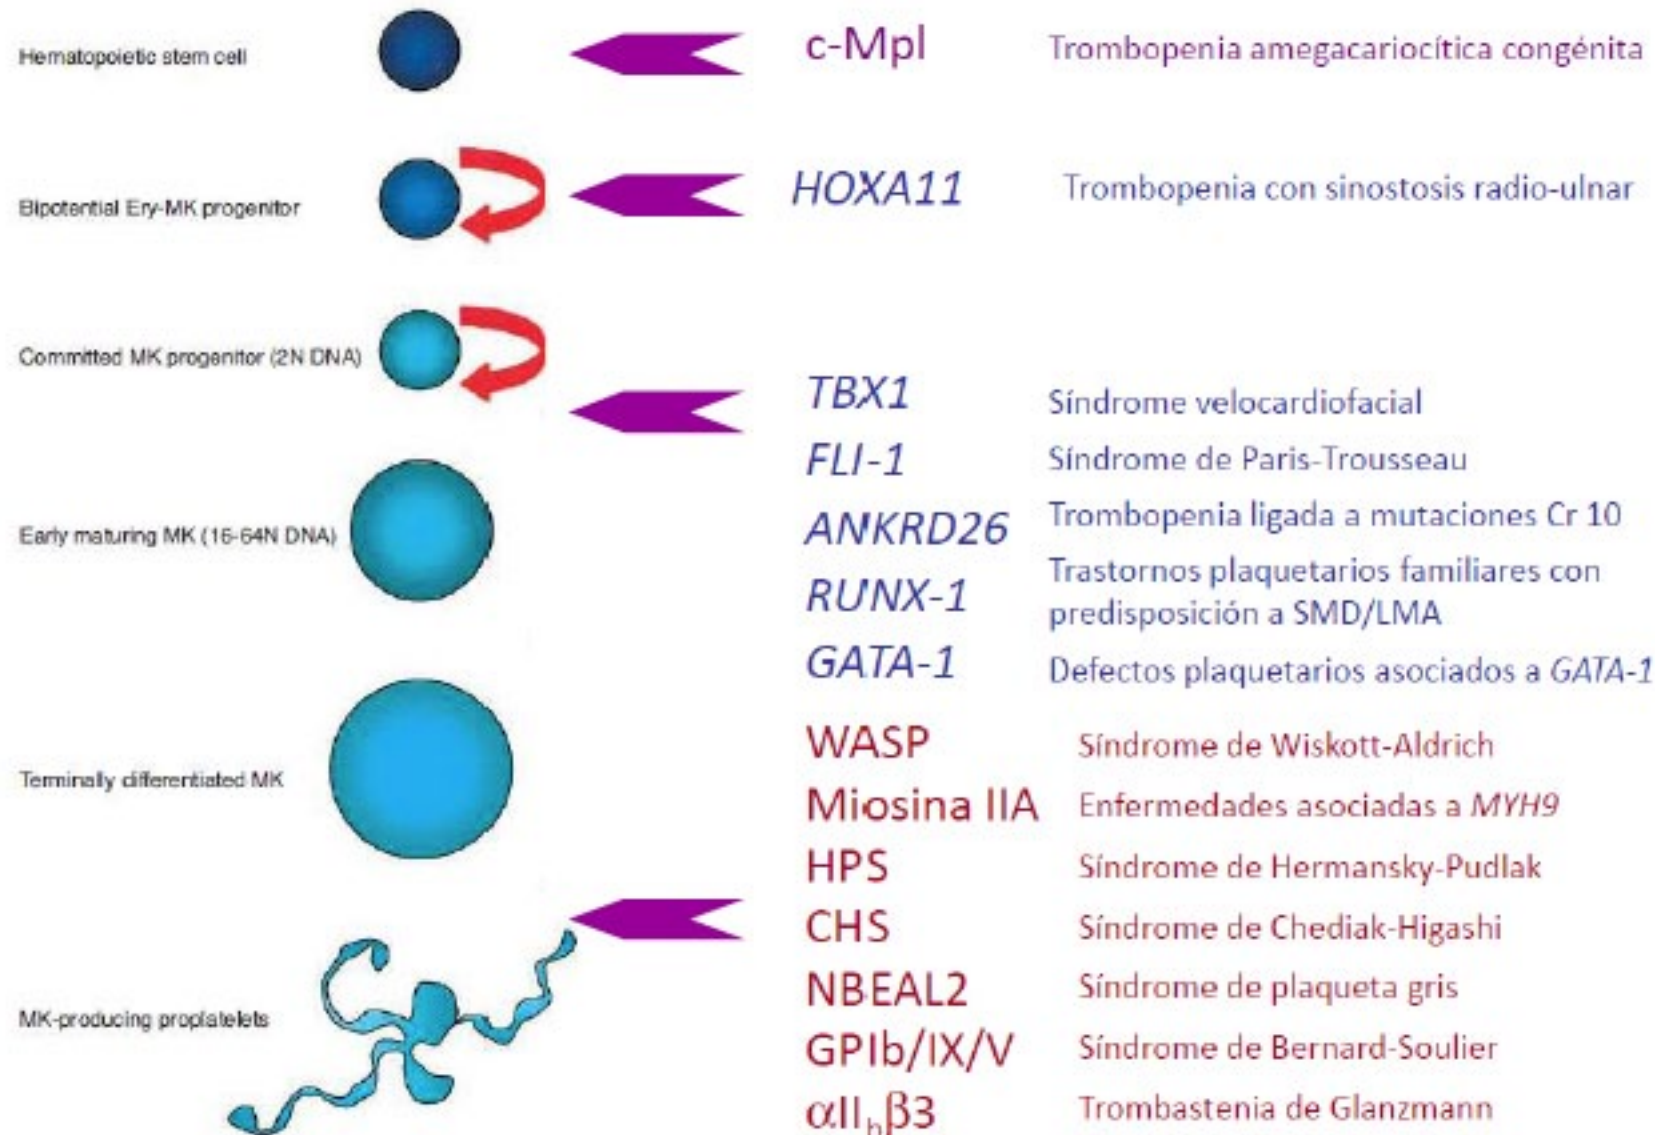 Hematopoietic stem cell
c-Mpl
Trombopenia amegacariocítica congénita
Bipotential Ery-MK progenitor
HOXA11
Trombopenia con sinostosis radio-ulnar
Committed MK progenitor (2N DNA)
TBX1
Síndrome velocardiofacial
FLI-1
Síndrome de Paris-Trousseau
Early maturing MK (16-64N DNA)
ANKRD26
Trombopenia ligada a mutaciones Cr 10
RUNX-1
Trastornos plaquetarios familiares con
predisposición a SMD/LMA
GATA-1
Defectos plaquetarios asociados a GATA-1
WASP
Síndrome de Wiskott-Aldrich
Terminally differentiated MK
Miosina IIA
Enfermedades asociadas a MYH9
HPS
Síndrome de Hermansky-Pudlak
CHS
Síndrome de Chediak-Higashi
NBEAL2
Síndrome de plaqueta gris
MK-producing proplatelets
GPIb/IX/V
Síndrome de Bernard-Soulier
αIIbβ3
Trombastenia de Glanzmann